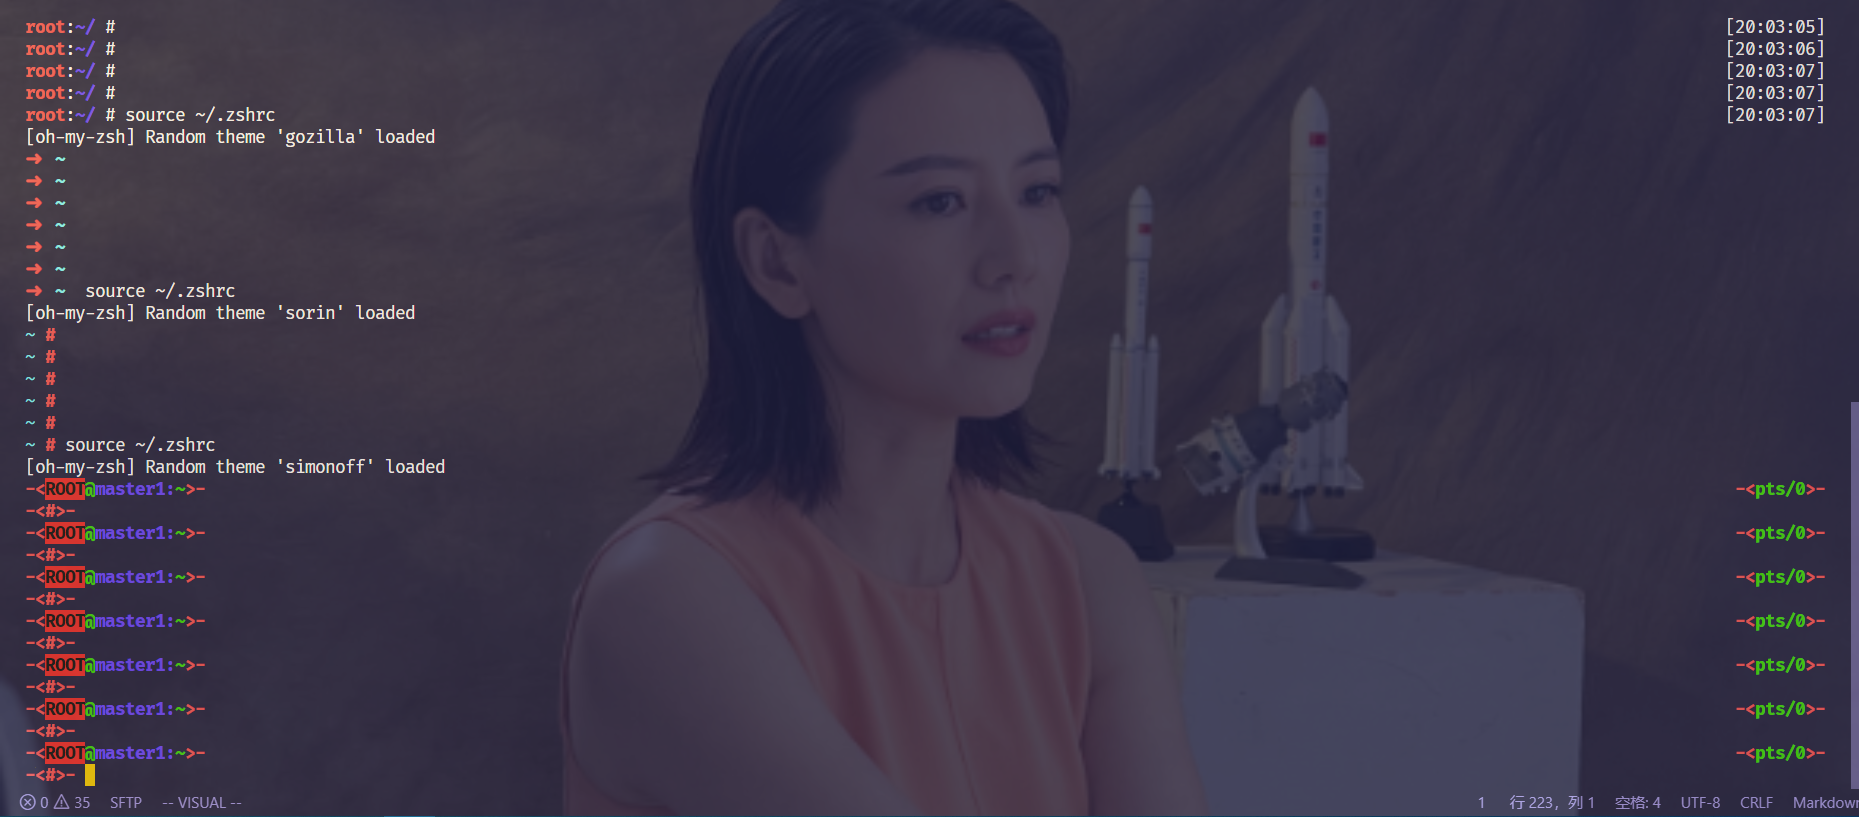 root:~/ # [20:03:05]
root:~/ # [20:03:06]
root:~/ # [20:03:07]
root:~/ # [20:03:07]
root:~/ # source ~/.zshrc [20:03:07]
[oh-my-zsh] Random theme 'gozilla' loaded
➜ ~
➜ ~
➜ ~
➜ ~
➜ ~
➜ ~
➜ ~ source ~/.zshrc
[oh-my-zsh] Random theme 'sorin' loaded
~ #
~ #
~ #
~ #
~ #
~ # source ~/.zshrc
[oh-my-zsh] Random theme 'simonoff' loaded
-<ROOT@master1:~>- -<pts/0>-
-<#>-
-<ROOT@master1:~>- -<pts/0>-
-<#>-
-<ROOT@master1:~>- -<pts/0>-
-<#>-
-<ROOT@master1:~>- -<pts/0>-
-<#>-
-<ROOT@master1:~>- -<pts/0>-
-<#>-
-<ROOT@master1:~>- -<pts/0>-
-<#>-
-<ROOT@master1:~>- -<pts/0>-
-<#>-
0 35 SFTP -- VISUAL -- 1 行 223，列 1 空格: 4 UTF-8 CRLF Markdown